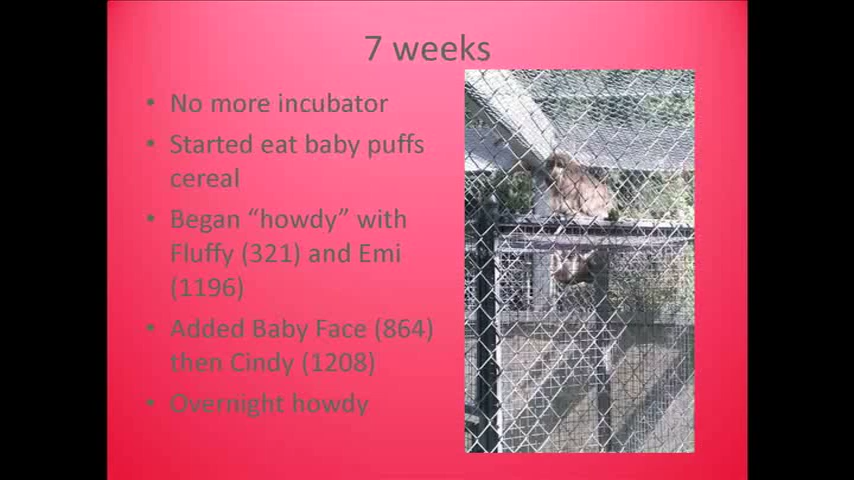 7 weeks
• No more incubator
• Started eat baby puffs
cereal
• Began “howdy” with
Fluffy (321) and Emi
(1196)
• Added Baby Face (864)
then Cindy (1208)
• Overnight howdy